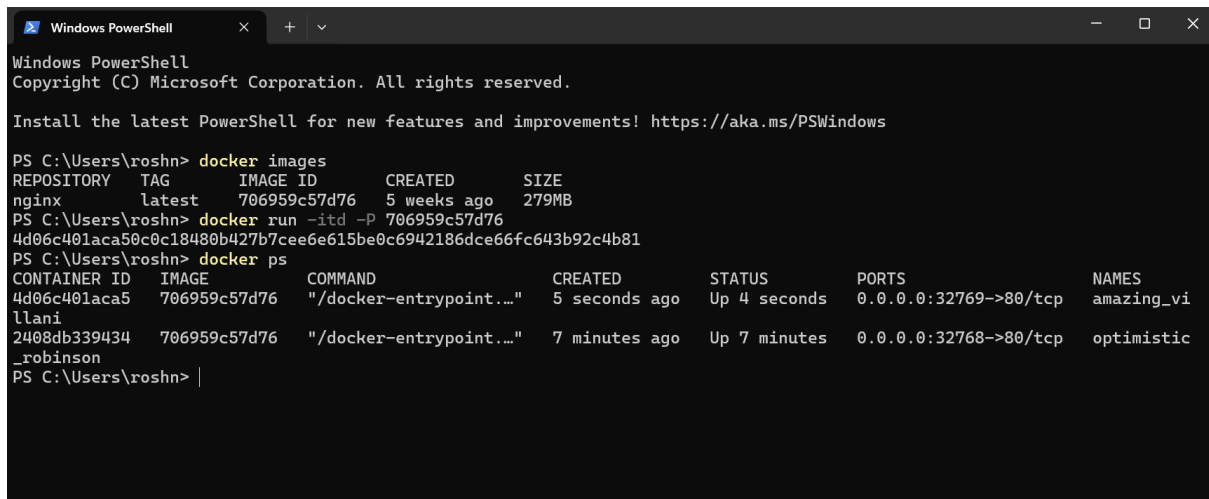 Windows PowerShell
Windows PowerShell
Copyright (C) Microsoft Corporation. All rights reserved.
Install the latest PowerShell for new features and improvements! https://aka.ms/PSWindows
PS C:\Users\roshn> docker images
REPOSITORY   TAG       IMAGE ID       CREATED       SIZE
nginx        latest    706959c57d76   5 weeks ago   279MB
PS C:\Users\roshn> docker run -itd -P 706959c57d76
4d06c401aca50c0c18480b427b7cee6e615be0c6942186dce66fc643b92c4b81
PS C:\Users\roshn> docker ps
CONTAINER ID   IMAGE          COMMAND                  CREATED         STATUS         PORTS                   NAMES
4d06c401aca5   706959c57d76   "/docker-entrypoint.…"   5 seconds ago   Up 4 seconds   0.0.0.0:32769->80/tcp   amazing_vi
llani
2408db339434   706959c57d76   "/docker-entrypoint.…"   7 minutes ago   Up 7 minutes   0.0.0.0:32768->80/tcp   optimistic
_robinson
PS C:\Users\roshn>